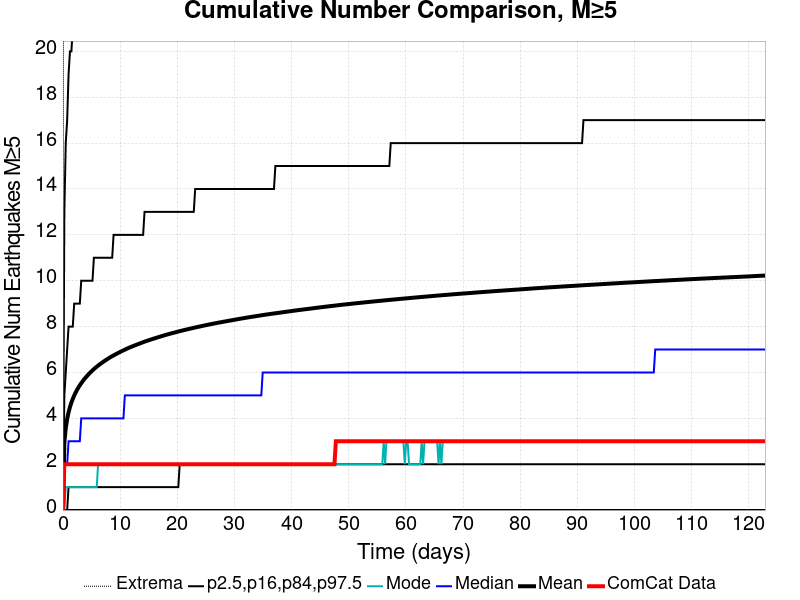 Cumulative Number Comparison, M≥5
Cumulative Num Earthquakes M≥5
20
18
16
14
12
10
8
6
4
2
0
0 10 20 30 40 50 60 70 80 90 100 110 120
Time (days)
Extrema p2.5,p16,p84,p97.5 Mode Median Mean ComCat Data